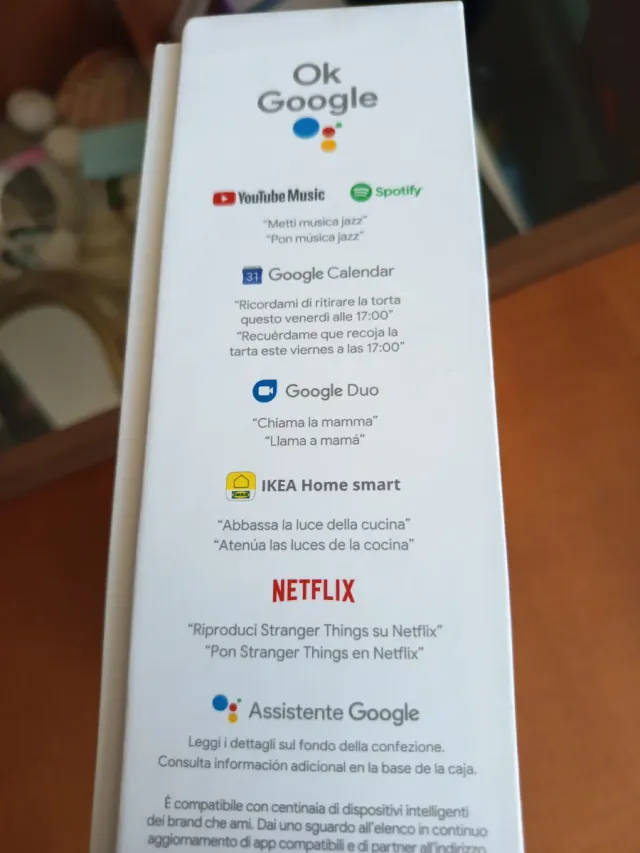 Ok
Google
YouTube Music Spotify
“Metti musica jazz”
“Pon música jazz”
31 Google Calendar
“Ricordami di ritirare la torta
questo venerdì alle 17:00”
“Recuérdame que recoja la
tarta este viernes a las 17:00”
Google Duo
“Chiama la mamma”
“Llama a mamá”
IKEA IKEA Home smart
“Abbassa la luce della cucina”
“Atenúa las luces de la cocina”
NETFLIX
“Riproduci Stranger Things su Netflix”
“Pon Stranger Things en Netflix”
Assistente Google
Leggi i dettagli sul fondo della confezione.
Consulta información adicional en la base de la caja.
È compatibile con centinaia di dispositivi intelligenti
dei brand che ami. Dai uno sguardo all'elenco in continuo
aggiornamento di app compatibili e di partner all'indirizzo